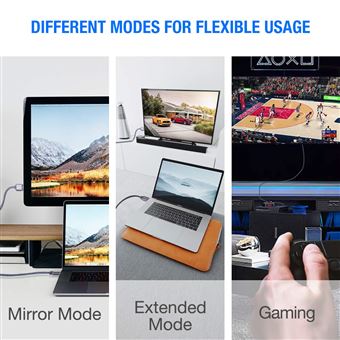 DIFFERENT MODES FOR FLEXIBLE USAGE
Mirror Mode
Extended
Mode
Gaming